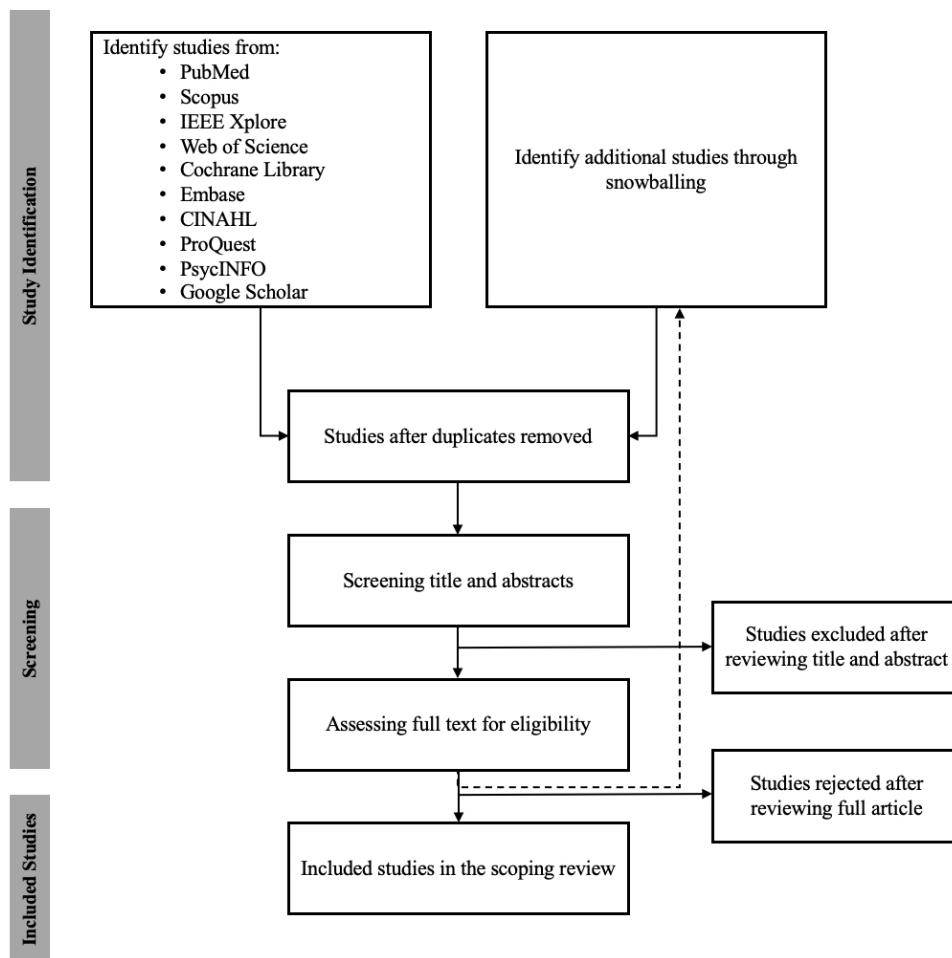 Study Identification
Identify studies from:
• PubMed
• Scopus
• IEEE Xplore
• Web of Science
• Cochrane Library
• Embase
• CINAHL
• ProQuest
• PsycINFO
• Google Scholar
Identify additional studies through
snowballing
Studies after duplicates removed
Screening
Screening title and abstracts
Studies excluded after
reviewing title and abstract
Assessing full text for eligibility
Studies rejected after
reviewing full article
Included Studies
Included studies in the scoping review